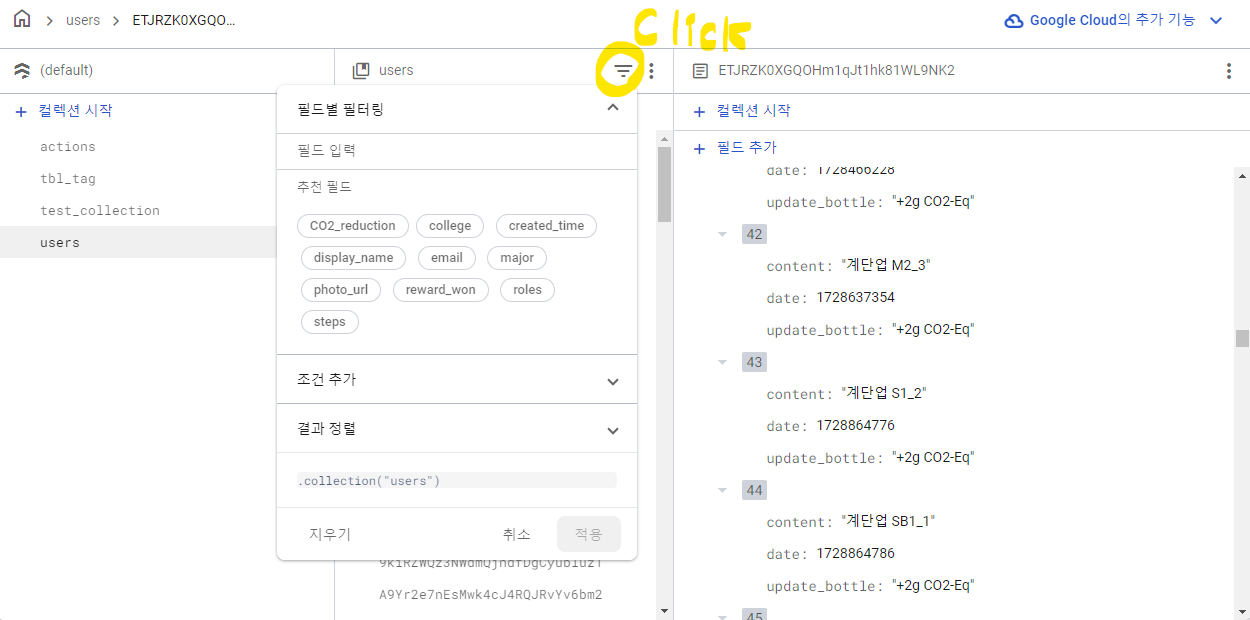 Click
users
ETJRZK0XGQO...
Google Cloud의 추가 기능
(default)
users
ETJRZK0XGQOHm1qJt1hk81WL9NK2
컬렉션 시작
actions
tbl_tag
test_collection
users
필드별 필터링
필드 입력
추천 필드
CO2_reduction college created_time
display_name email major
photo_url reward_won roles
steps
조건 추가
결과 정렬
.collection("users")
지우기 취소 적용
A9Yr2e7nEsMwk4cJ4RQJRvYv6bm2
컬렉션 시작
필드 추가
date: 1728466228
update_bottle: "+2g CO2-Eq"
42
content: "계단업 M2_3"
date: 1728637354
update_bottle: "+2g CO2-Eq"
43
content: "계단업 S1_2"
date: 1728864776
update_bottle: "+2g CO2-Eq"
44
content: "계단업 SB1_1"
date: 1728864786
update_bottle: "+2g CO2-Eq"
45